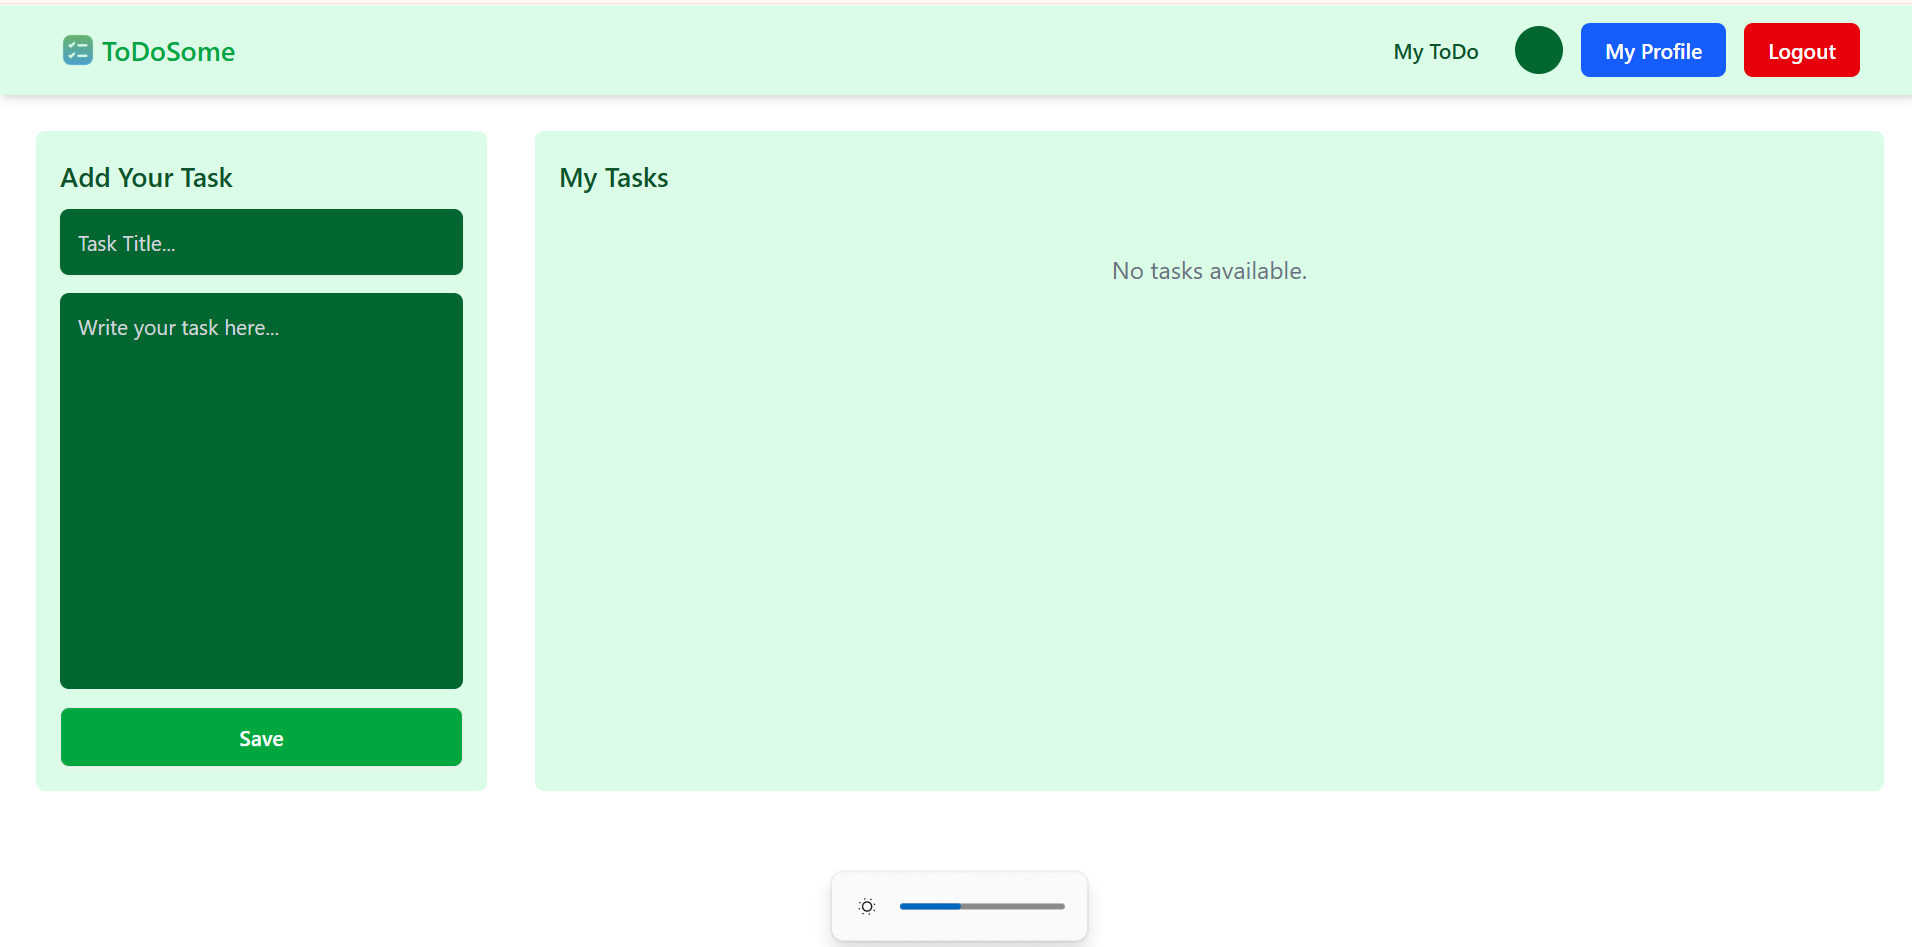 ToDoSome
My ToDo
My Profile
Logout
Add Your Task
Task Title...
Write your task here...
Save
My Tasks
No tasks available.